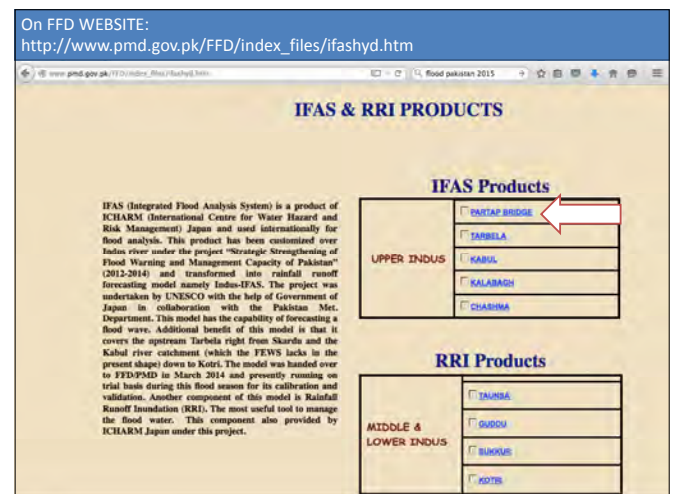 On FFD WEBSITE:
http://www.pmd.gov.pk/FFD/index_files/ifashyd.htm
www.pmd.gov.pk/FFD/index_files/ifashyd.htm
flood pakistan 2015
IFAS & RRI PRODUCTS
IFAS (Integrated Flood Analysis System) is a product of
ICHARM (International Centre for Water Hazard and
Risk Management) Japan and used internationally for
flood analysis. This product has been customized over
Indus river under the project “Strategic Strengthening of
Flood Warning and Management Capacity of Pakistan”
(2012-2014) and transformed into rainfall runoff
forecasting model namely Indus-IFAS. The project was
undertaken by UNESCO with the help of Government of
Japan in collaboration with the Pakistan Met.
Department. This model has the capability of forecasting a
flood wave. Additional benefit of this model is that it
covers the upstream Tarbela right from Skardu and the
Kabul river catchment (which the FEWS lacks in the
present shape) down to Kotri. The model was handed over
to FFD/PMD in March 2014 and presently running on
trial basis during this flood season for its calibration and
validation. Another component of this model is Rainfall
Runoff Inundation (RRI). The most useful tool to manage
the flood water. This component also provided by
ICHARM Japan under this project.
IFAS Products
UPPER INDUS
PARTAP BRIDGE
TARBELA
KABUL
KALABAGH
CHASHMA
RRI Products
MIDDLE &
LOWER INDUS
TAUNSA
GUDDU
SUKKUR
KOTRI